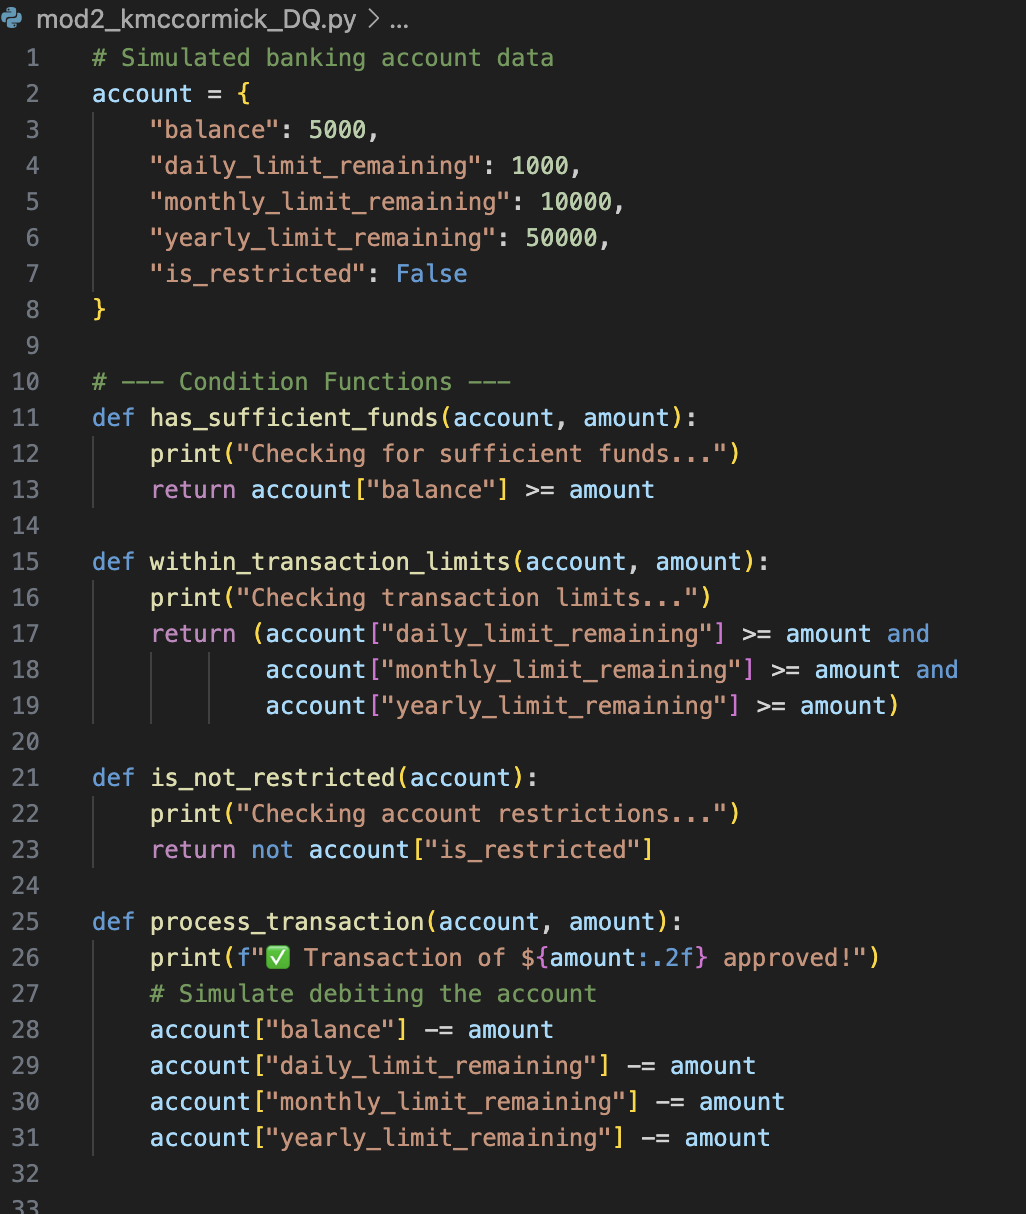 mod2_kmccormick_DQ.py > ...
1 # Simulated banking account data
2 account = {
3     "balance": 5000,
4     "daily_limit_remaining": 1000,
5     "monthly_limit_remaining": 10000,
6     "yearly_limit_remaining": 50000,
7     "is_restricted": False
8 }
9
10 # --- Condition Functions ---
11 def has_sufficient_funds(account, amount):
12     print("Checking for sufficient funds...")
13     return account["balance"] >= amount
14
15 def within_transaction_limits(account, amount):
16     print("Checking transaction limits...")
17     return (account["daily_limit_remaining"] >= amount and
18             account["monthly_limit_remaining"] >= amount and
19             account["yearly_limit_remaining"] >= amount)
20
21 def is_not_restricted(account):
22     print("Checking account restrictions...")
23     return not account["is_restricted"]
24
25 def process_transaction(account, amount):
26     print(f"✅ Transaction of ${amount:.2f} approved!")
27     # Simulate debiting the account
28     account["balance"] -= amount
29     account["daily_limit_remaining"] -= amount
30     account["monthly_limit_remaining"] -= amount
31     account["yearly_limit_remaining"] -= amount
32
33